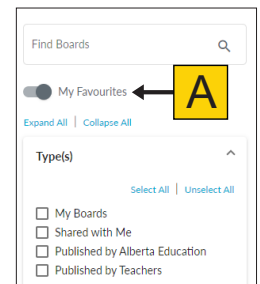 Find Boards
My Favourites
A
Expand All | Collapse All
Type(s)
Select All | Unselect All
My Boards
Shared with Me
Published by Alberta Education
Published by Teachers